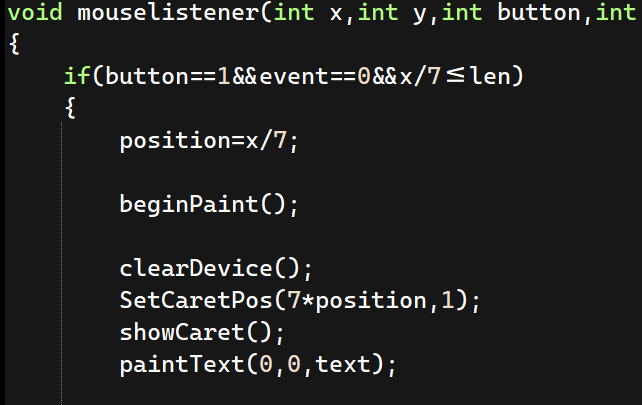 void mouselistener(int x,int y,int button,int
{
if(button==1&&event==0&&x/7<=len)
{
position=x/7;
beginPaint();
clearDevice();
SetCaretPos(7*position,1);
showCaret();
paintText(0,0,text);